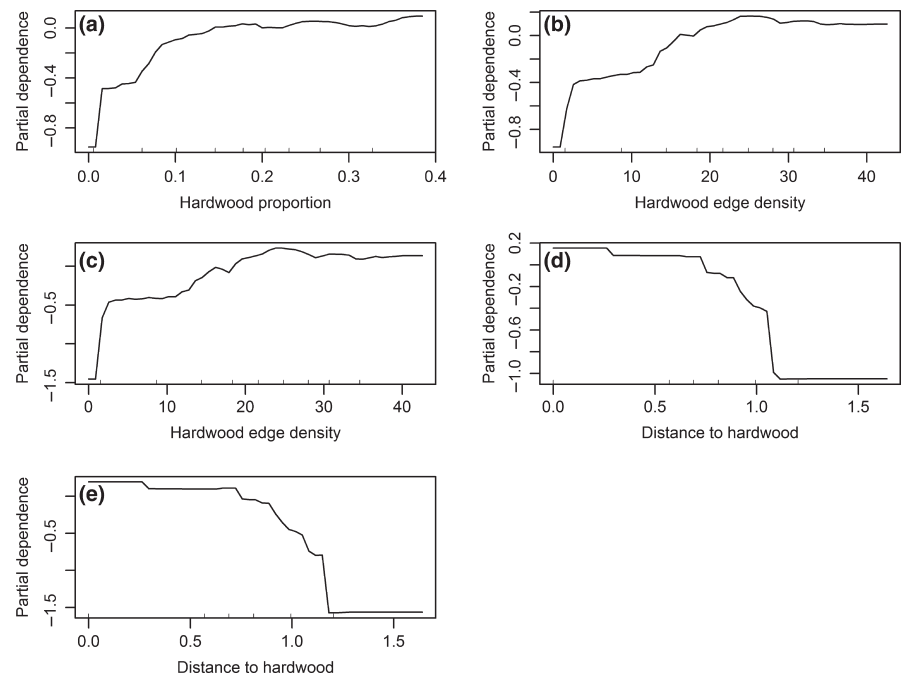 (a)
Partial dependence
0.0
−0.4
−0.8
0.0 0.1 0.2 0.3 0.4
Hardwood proportion
(b)
Partial dependence
0.0
−0.4
−0.8
0 10 20 30 40
Hardwood edge density
(c)
Partial dependence
−0.5
−1.5
0 10 20 30 40
Hardwood edge density
(d)
Partial dependence
0.2
−0.2
−0.6
−1.0
0.0 0.5 1.0 1.5
Distance to hardwood
(e)
Partial dependence
−0.5
−1.5
0.0 0.5 1.0 1.5
Distance to hardwood